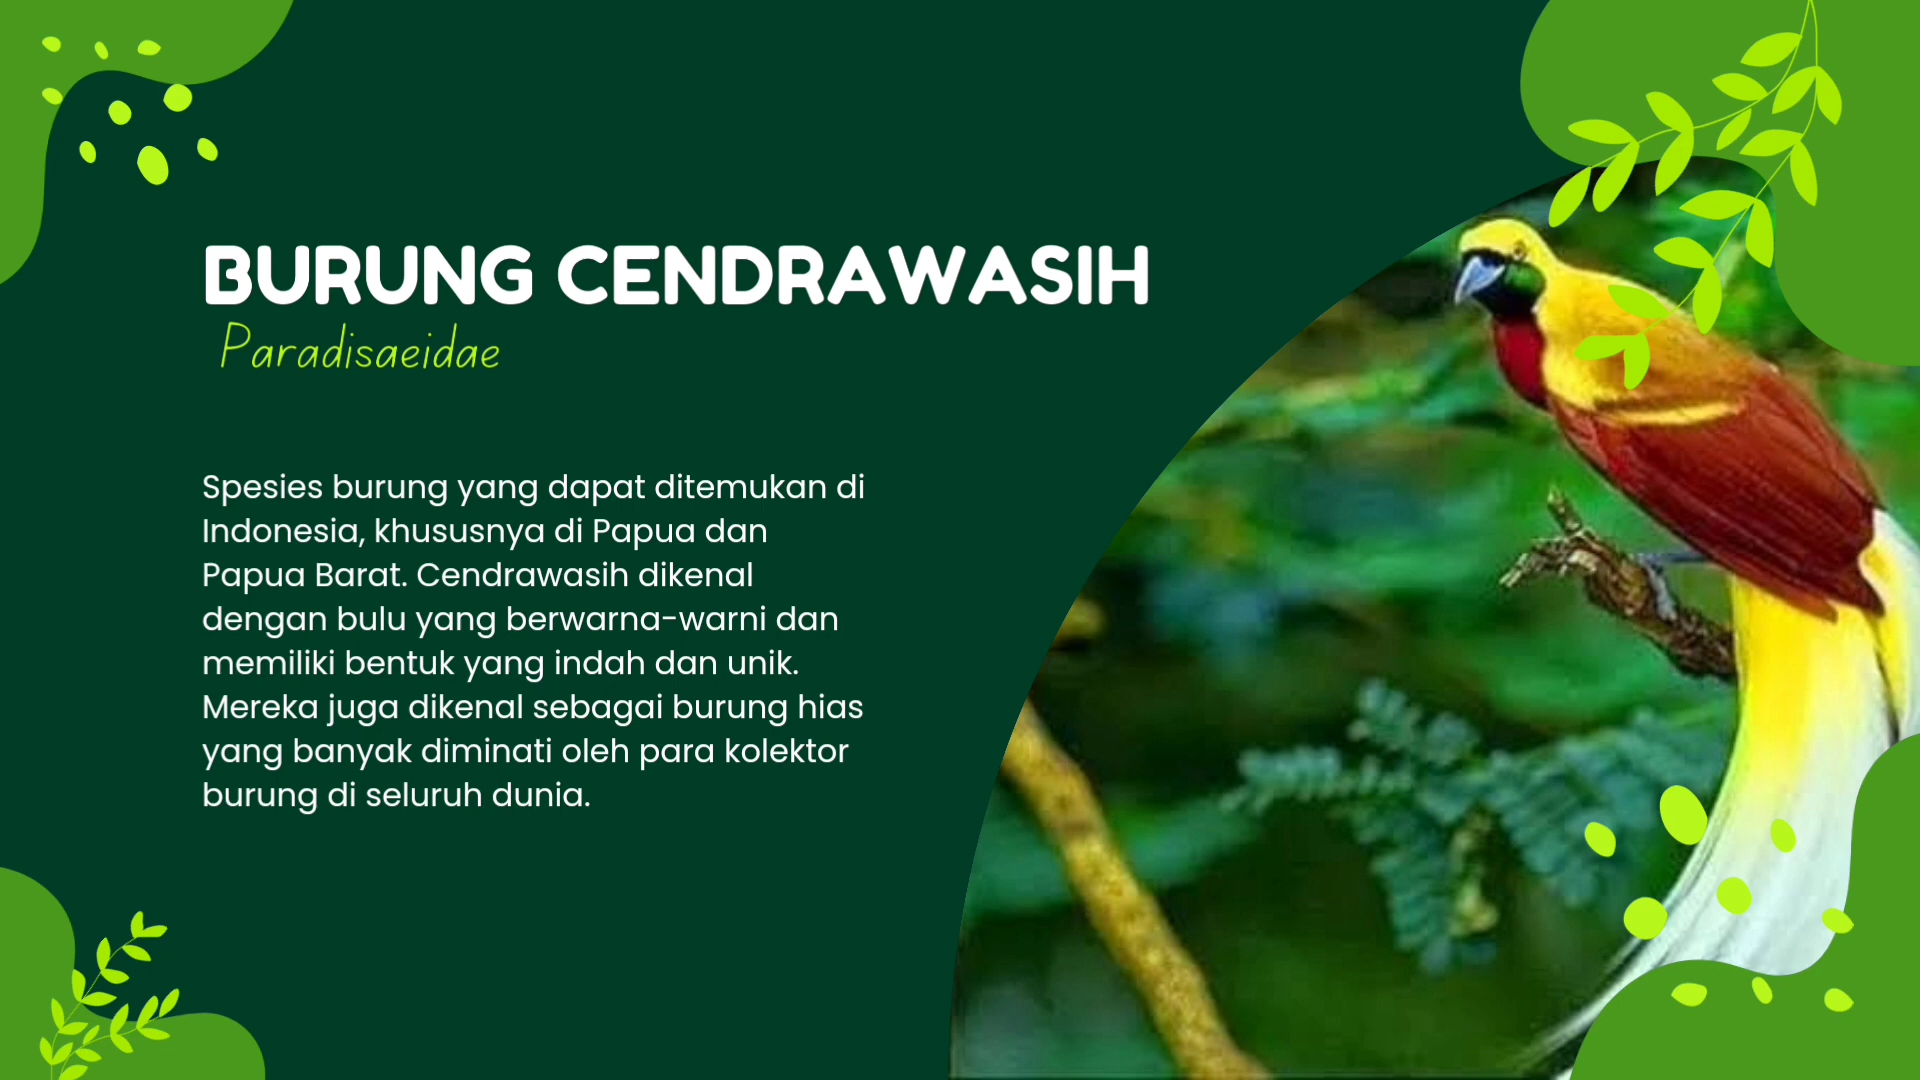 BURUNG CENDRAWASIH
Paradisaeidae
Spesies burung yang dapat ditemukan di
Indonesia, khususnya di Papua dan
Papua Barat. Cendrawasih dikenal
dengan bulu yang berwarna-warni dan
memiliki bentuk yang indah dan unik.
Mereka juga dikenal sebagai burung hias
yang banyak diminati oleh para kolektor
burung di seluruh dunia.